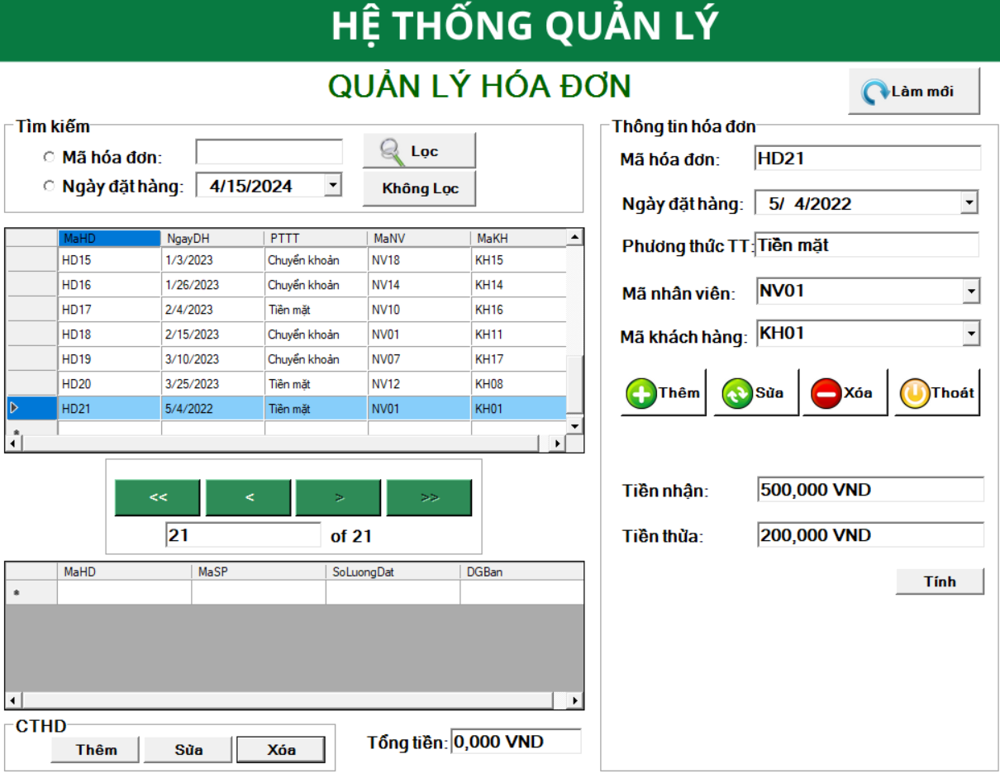 HỆ THỐNG QUẢN LÝ
QUẢN LÝ HÓA ĐƠN
Làm mới
Tìm kiếm
Mã hóa đơn:
Lọc
Ngày đặt hàng: 4/15/2024
Không Lọc
MaHD NgayDH PTTT MaNV MaKH
HD15 1/3/2023 Chuyển khoản NV18 KH15
HD16 1/26/2023 Chuyển khoản NV14 KH14
HD17 2/4/2023 Tiền mặt NV10 KH16
HD18 2/15/2023 Chuyển khoản NV01 KH11
HD19 3/10/2023 Chuyển khoản NV07 KH17
HD20 3/25/2023 Tiền mặt NV12 KH08
HD21 5/4/2022 Tiền mặt NV01 KH01
*
<< < > >>
21 of 21
MaHD MaSP SoLuongDat DGBan
*
CTHD
Thêm Sửa Xóa
Tổng tiền: 0,000 VND
Thông tin hóa đơn
Mã hóa đơn: HD21
Ngày đặt hàng: 5/ 4/2022
Phương thức TT: Tiền mặt
Mã nhân viên: NV01
Mã khách hàng: KH01
Thêm Sửa Xóa Thoát
Tiền nhận: 500,000 VND
Tiền thừa: 200,000 VND
Tính